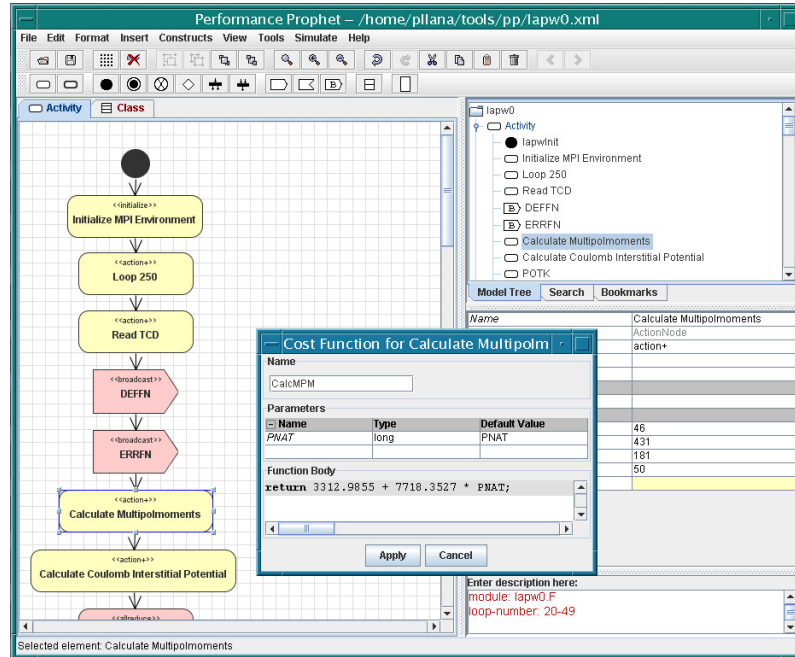 Performance Prophet – /home/pllana/tools/pp/lapw0.xml
File Edit Format Insert Constructs View Tools Simulate Help
B
Activity Class
<<initialize>>
Initialize MPI Environment
<<action+>>
Loop 250
<<action+>>
Read TCD
<<broadcast>>
DEFFN
<<broadcast>>
ERRFN
<<action+>>
Calculate Multipolmoments
<<action+>>
Calculate Coulomb Interstitial Potential
<<allreduce>>
lapw0
Activity
lapwInit
Initialize MPI Environment
Loop 250
Read TCD
B DEFFN
B ERRFN
Calculate Multipolmoments
Calculate Coulomb Interstitial Potential
POTK
Model Tree Search Bookmarks
Name Calculate Multipolmoments
ActionNode
action+
46
431
181
50
Cost Function for Calculate Multipolm
Name
CalcMPM
Parameters
Name Type Default Value
PNAT long PNAT
Function Body
return 3312.9855 + 7718.3527 * PNAT;
Apply Cancel
Enter description here:
module: lapw0.F
loop-number: 20-49
Selected element: Calculate Multipolmoments